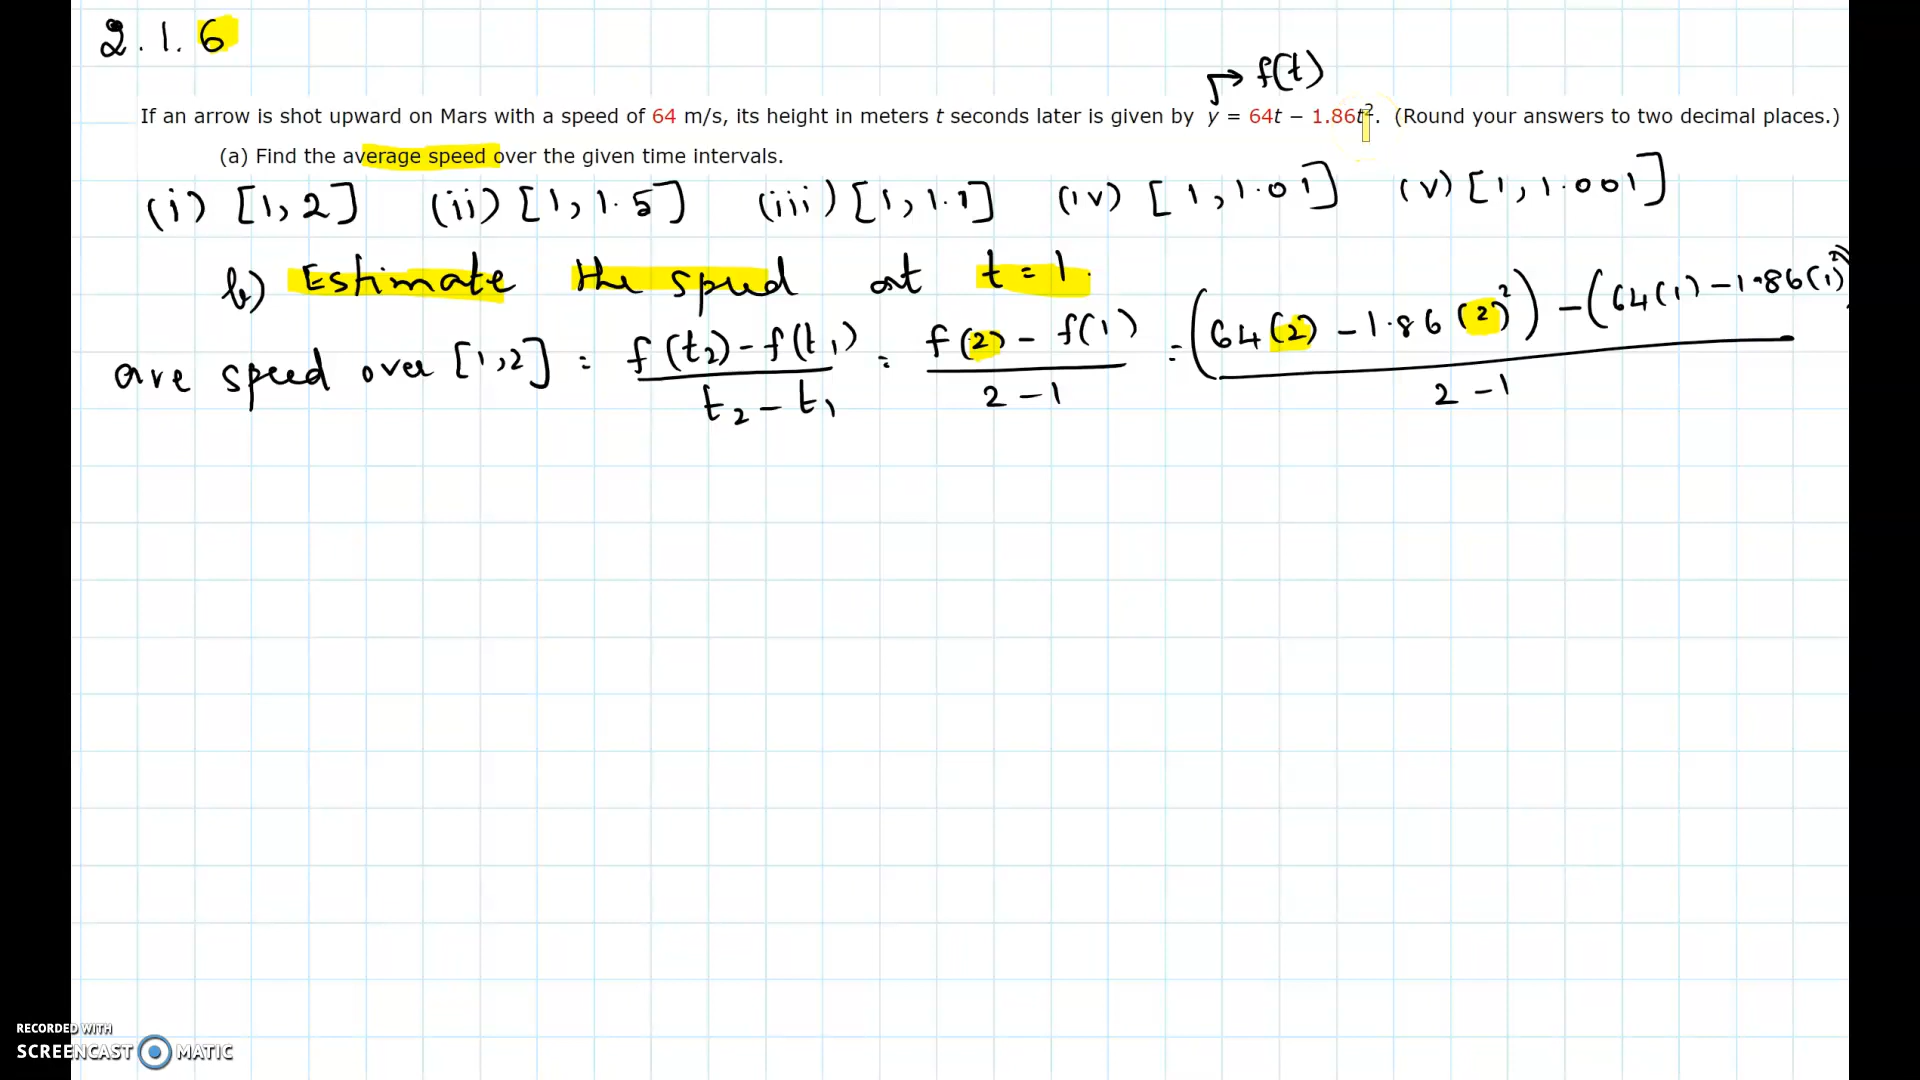 2.1.6
↱ f(t)
If an arrow is shot upward on Mars with a speed of 64 m/s, its height in meters t seconds later is given by y = 64t − 1.86t². (Round your answers to two decimal places.)
(a) Find the average speed over the given time intervals.
(i) [1,2] (ii) [1, 1.5] (iii) [1, 1.1] (iv) [1, 1.01] (v) [1, 1.001]
b) Estimate the speed at t = 1.
ave speed over [1,2] = f(t₂) − f(t₁) / t₂ − t₁ = f(2) − f(1) / 2 − 1 = (64(2) − 1.86(2)²) − (64(1) − 1.86(1)²) / 2 − 1
RECORDED WITH
SCREENCAST MATIC